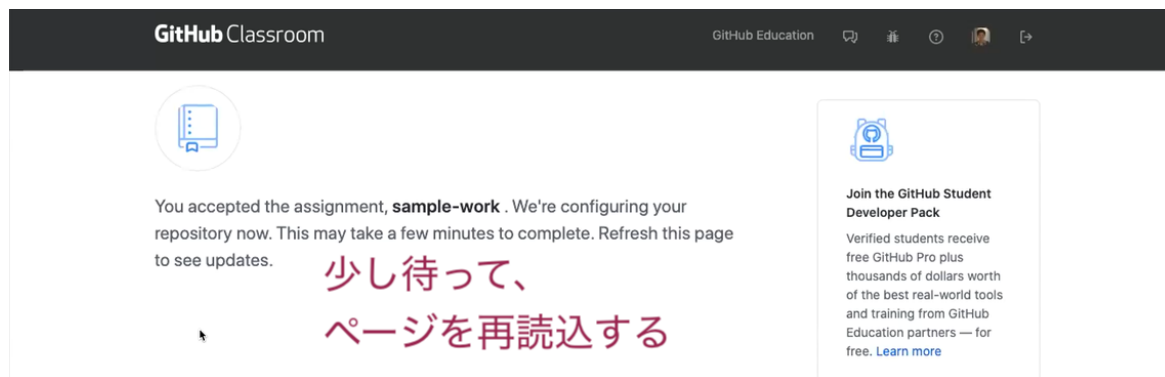 GitHub Classroom
GitHub Education
You accepted the assignment, sample-work . We're configuring your
repository now. This may take a few minutes to complete. Refresh this page
to see updates.
少し待って、
ページを再読込する
Join the GitHub Student
Developer Pack
Verified students receive
free GitHub Pro plus
thousands of dollars worth
of the best real-world tools
and training from GitHub
Education partners — for
free. Learn more